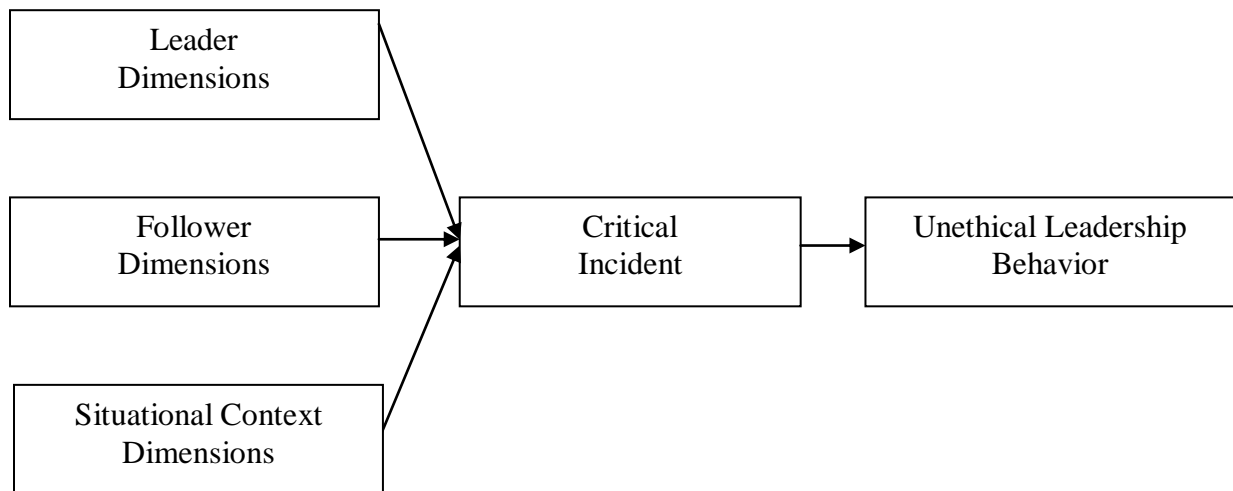 Leader
Dimensions
Follower
Dimensions
Critical
Incident
Unethical Leadership
Behavior
Situational Context
Dimensions